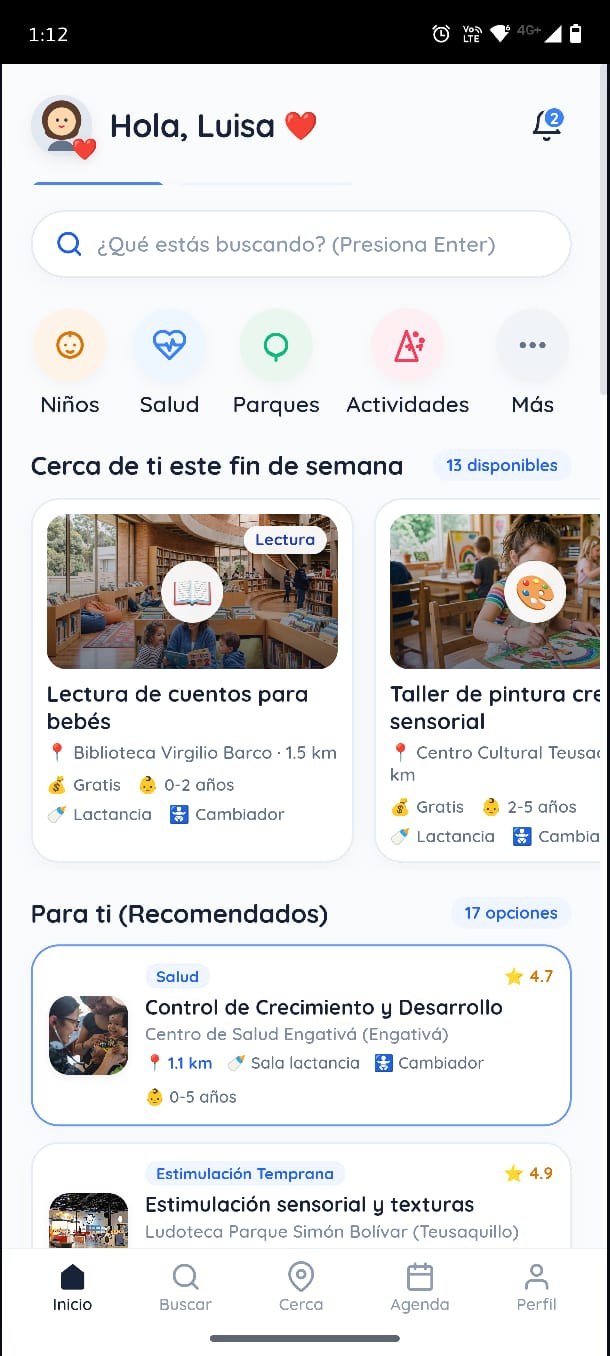 1:12
Vo LTE
6
4G+
Hola, Luisa ❤️
2
¿Qué estás buscando? (Presiona Enter)
Niños
Salud
Parques
Actividades
Más
Cerca de ti este fin de semana
13 disponibles
Lectura
Lectura de cuentos para
bebés
📍 Biblioteca Virgilio Barco · 1.5 km
💰 Gratis 👶 0-2 años
🍼 Lactancia 🚼 Cambiador
Taller de pintura cre
sensorial
📍 Centro Cultural Teusac
km
💰 Gratis 👶 2-5 años
🍼 Lactancia 🚼 Cambia
Para ti (Recomendados)
17 opciones
Salud
⭐ 4.7
Control de Crecimiento y Desarrollo
Centro de Salud Engativá (Engativá)
📍 1.1 km 🍼 Sala lactancia 🚼 Cambiador
👶 0-5 años
Estimulación Temprana
⭐ 4.9
Estimulación sensorial y texturas
Ludoteca Parque Simón Bolívar (Teusaquillo)
Inicio
Buscar
Cerca
Agenda
Perfil